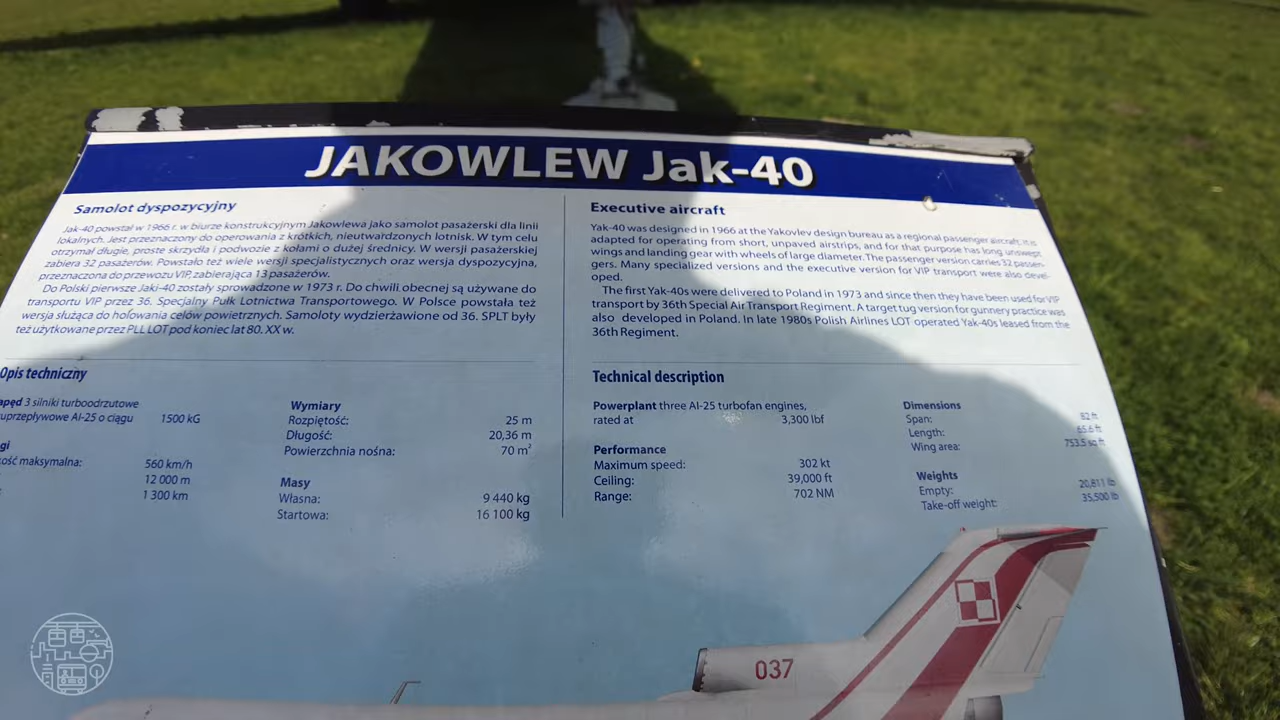 JAKOWLEW Jak-40
Samolot dyspozycyjny
Jak-40 powstał w 1966 r. w biurze konstrukcyjnym Jakowlewa jako samolot pasażerski dla linii
lokalnych. Jest przeznaczony do operowania z krótkich, nieutwardzonych lotnisk. W tym celu
otrzymał długie, proste skrzydła i podwozie z kołami o dużej średnicy. W wersji pasażerskiej
zabiera 32 pasażerów. Powstało też wiele wersji specjalistycznych oraz wersja dyspozycyjna,
przeznaczona do przewozu VIP, zabierająca 13 pasażerów.
Do Polski pierwsze Jaki-40 zostały sprowadzone w 1973 r. Do chwili obecnej są używane do
transportu VIP przez 36. Specjalny Pułk Lotnictwa Transportowego. W Polsce powstała też
wersja służąca do holowania celów powietrznych. Samoloty wydzierżawione od 36. SPLT były
też użytkowane przez PLL LOT pod koniec lat 80. XX w.
Opis techniczny
3 silniki turboodrzutowe
AI-25 o ciągu 1500 kG
maksymalna: 560 km/h
12 000 m
1 300 km
Wymiary
Rozpiętość: 25 m
Długość: 20,36 m
Powierzchnia nośna: 70 m²
Masy
Własna: 9 440 kg
Startowa: 16 100 kg
Executive aircraft
Yak-40 was designed in 1966 at the Yakovlev design bureau as a regional passenger aircraft. It is
adapted for operating from short, unpaved airstrips, and for that purpose has long unswept
wings and landing gear with wheels of large diameter. The passenger version carries 32 passen-
gers. Many specialized versions and the executive version for VIP transport were also devel-
oped.
The first Yak-40s were delivered to Poland in 1973 and since then they have been used for VIP
transport by 36th Special Air Transport Regiment. A target tug version for gunnery practice was
also developed in Poland. In late 1980s Polish Airlines LOT operated Yak-40s leased from the
36th Regiment.
Technical description
Powerplant three AI-25 turbofan engines,
rated at 3,300 lbf
Performance
Maximum speed: 302 kt
Ceiling: 39,000 ft
Range: 702 NM
Dimensions
Span: 82 ft
Length: 65.6 ft
Wing area: 753.5 sq ft
Weights
Empty: 20,811 lb
Take-off weight: 35,500 lb
037